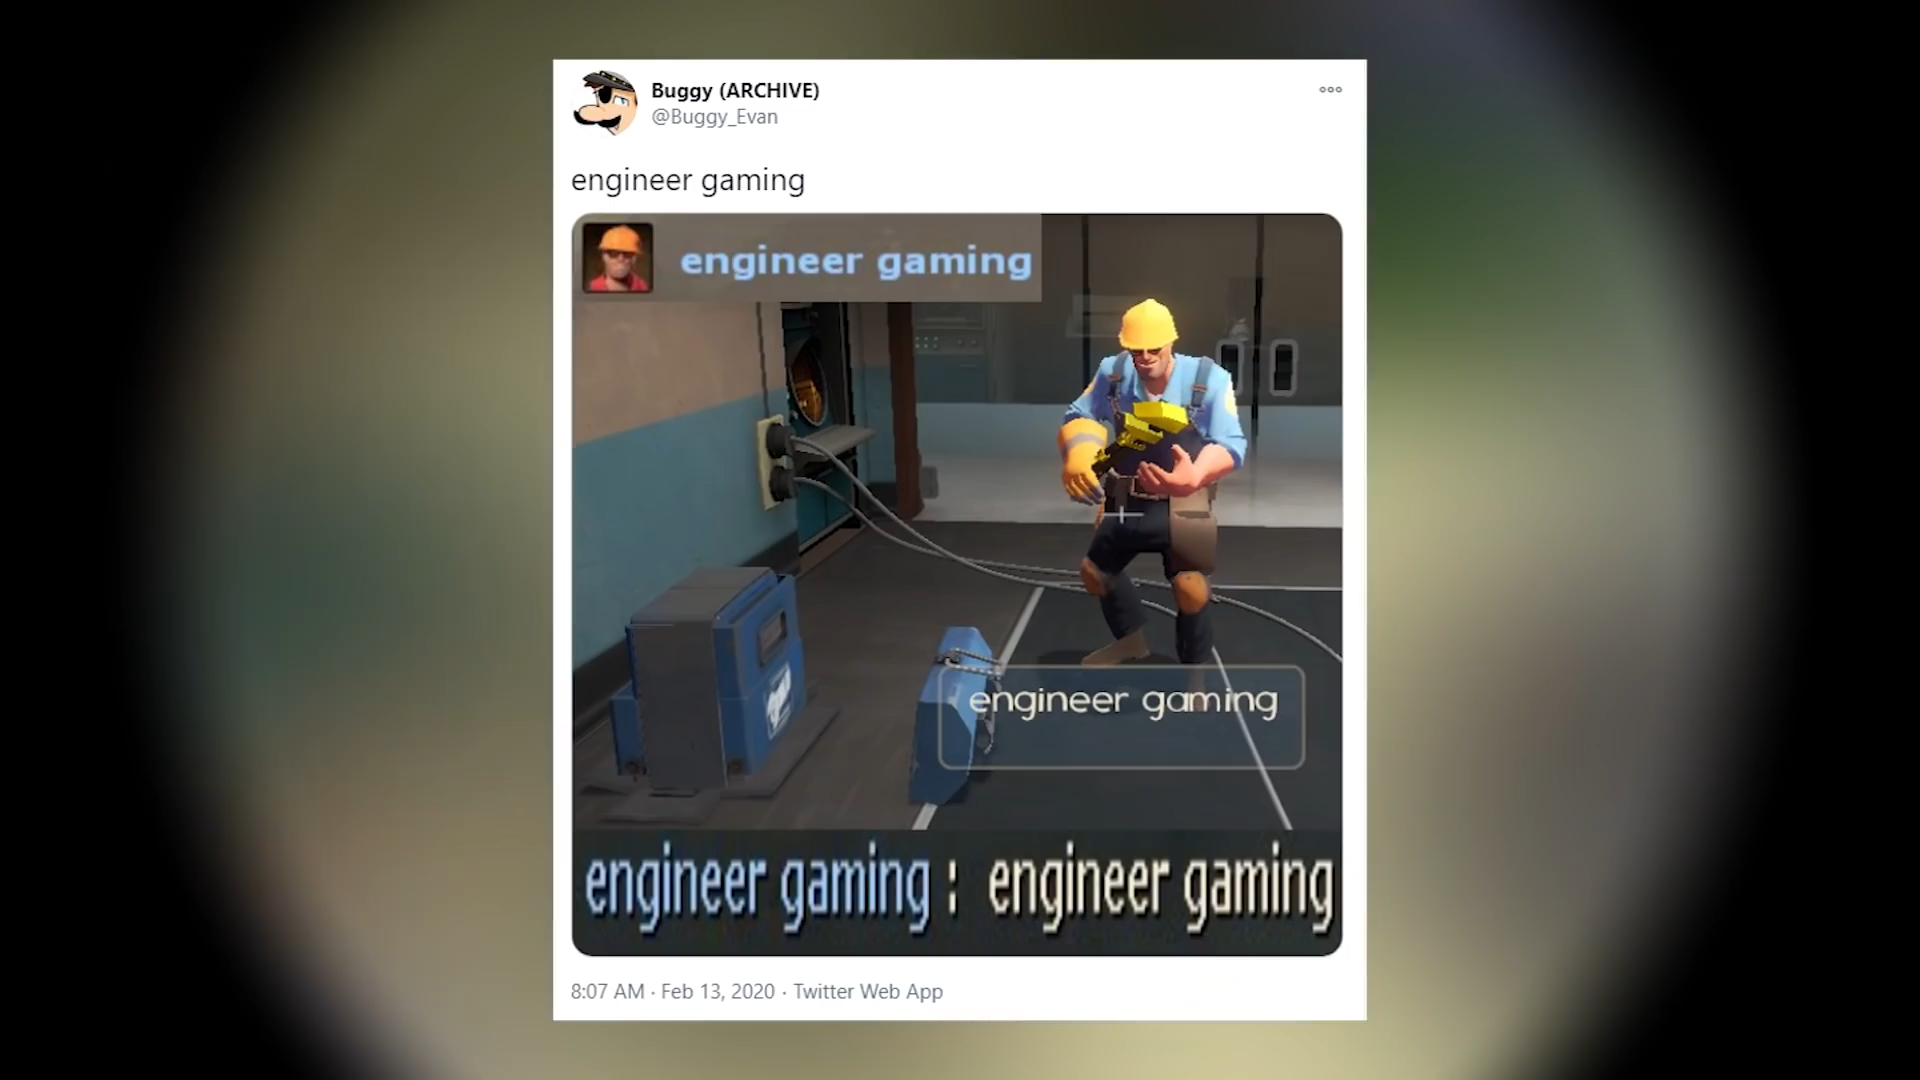 Buggy (ARCHIVE)
@Buggy_Evan
engineer gaming
engineer gaming
engineer gaming
engineer gaming : engineer gaming
8:07 AM · Feb 13, 2020 · Twitter Web App